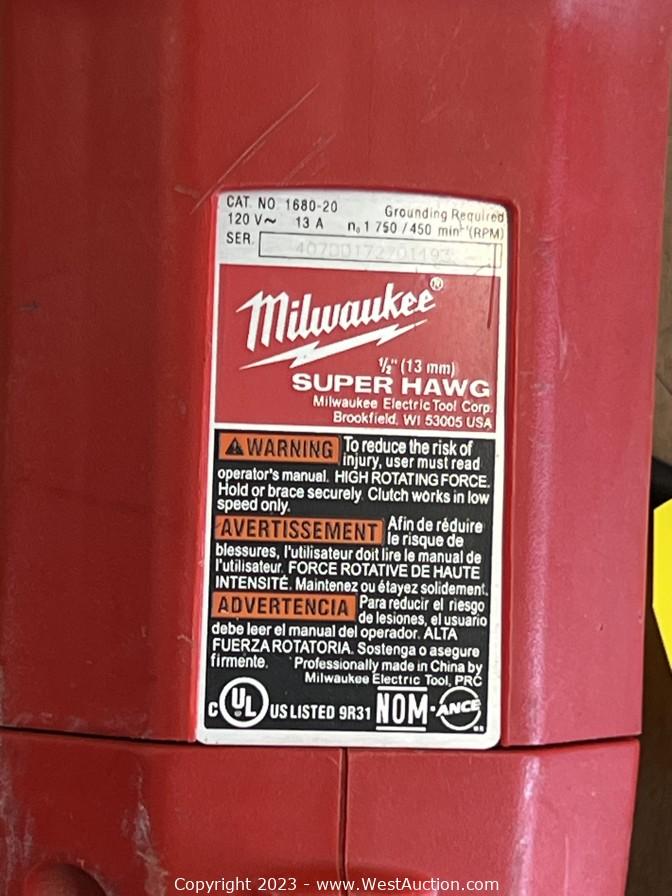 CAT. NO 1680-20 Grounding Required
120 V~ 13 A n₀ 1 750 / 450 min⁻¹(RPM)
SER.
Milwaukee®
½" (13 mm)
SUPER HAWG
Milwaukee Electric Tool Corp.
Brookfield, WI 53005 USA
⚠WARNING To reduce the risk of
injury, user must read
operator's manual. HIGH ROTATING FORCE.
Hold or brace securely. Clutch works in low
speed only.
AVERTISSEMENT Afin de réduire
le risque de
blessures, l'utilisateur doit lire le manuel de
l'utilisateur. FORCE ROTATIVE DE HAUTE
INTENSITÉ. Maintenez ou étayez solidement.
ADVERTENCIA Para reducir el riesgo
de lesiones, el usuario
debe leer el manual del operador. ALTA
FUERZA ROTATORIA. Sostenga o asegure
firmente. Professionally made in China by
Milwaukee Electric Tool, PRC
C UL US LISTED 9R31 NOM-ANCE
Copyright 2023 - www.WestAuction.com